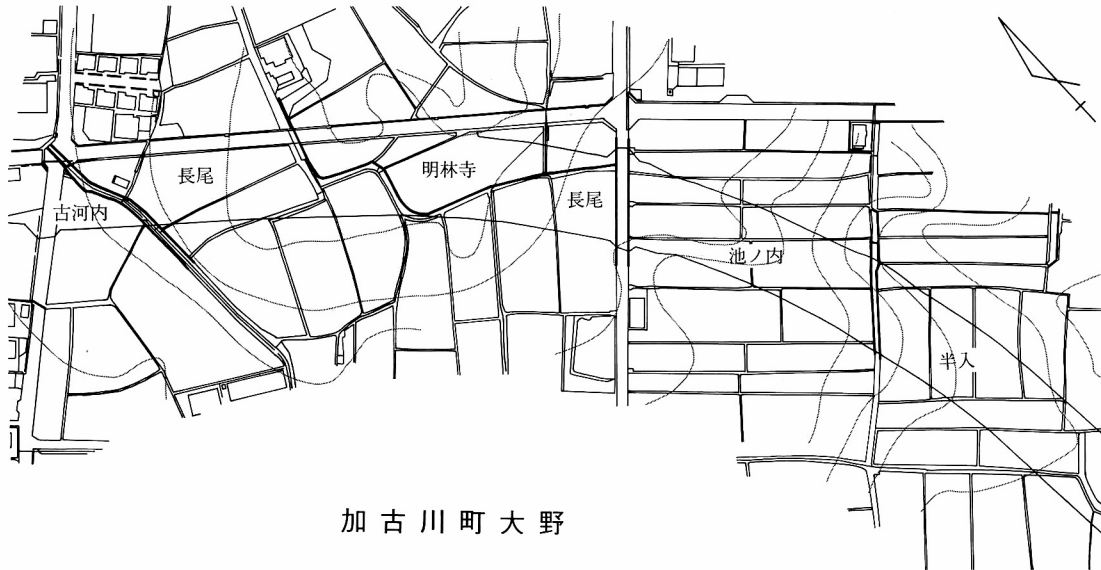 長尾
明林寺
長尾
古河内
池ノ内
半入
加古川町大野